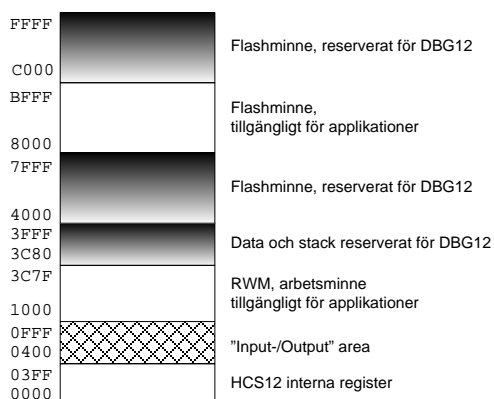 FFFF
Flashminne, reserverat för DBG12
C000
BFFF
Flashminne,
tillgängligt för applikationer
8000
7FFF
Flashminne, reserverat för DBG12
4000
3FFF
Data och stack reserverat för DBG12
3C80
3C7F
RWM, arbetsminne
tillgängligt för applikationer
1000
0FFF
"Input-/Output" area
0400
03FF
HCS12 interna register
0000